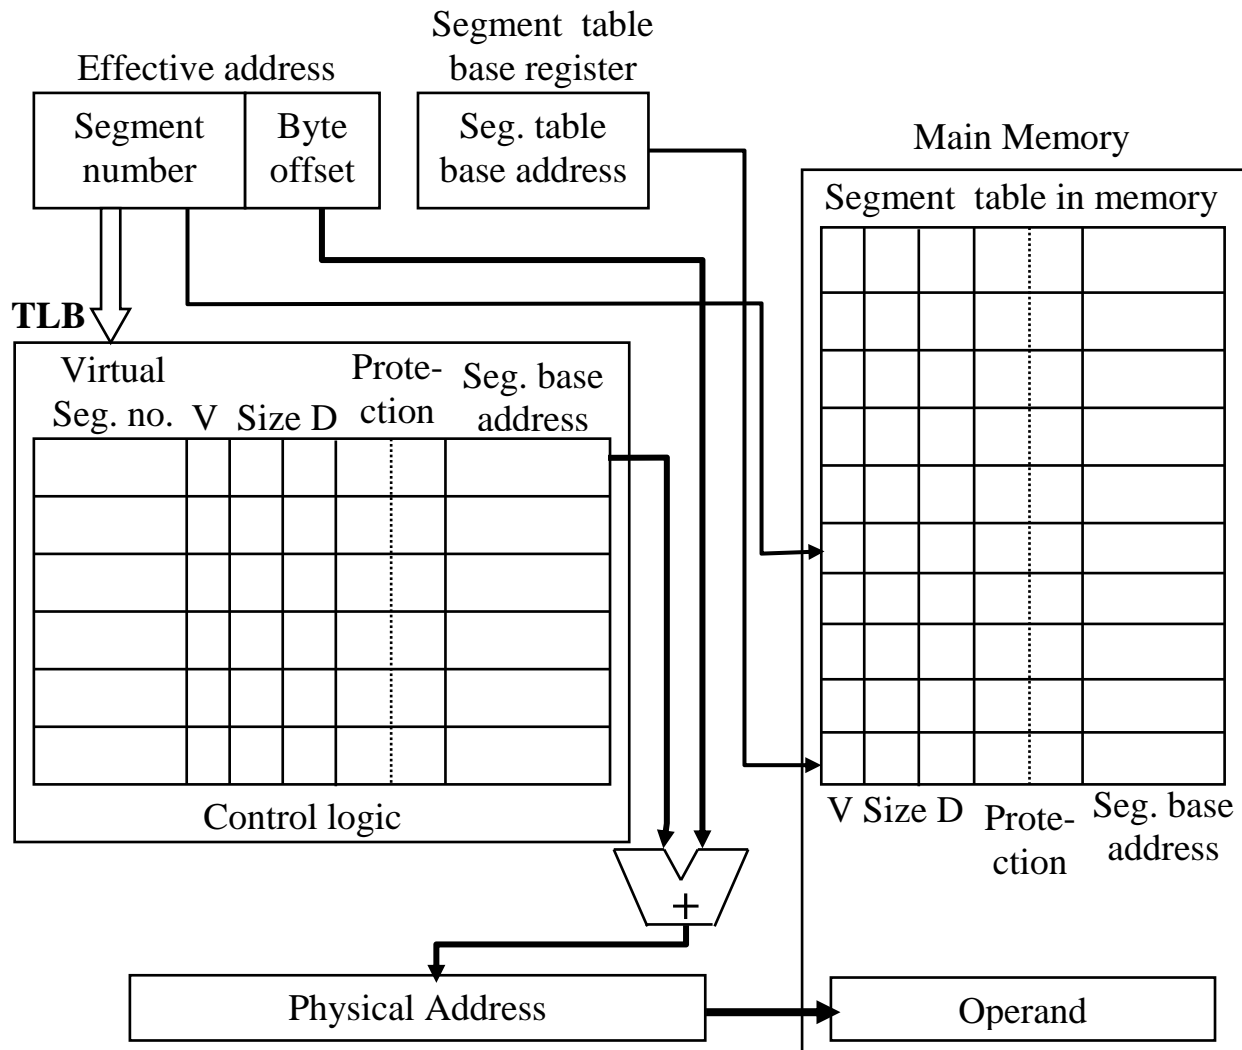 Segment table
base register
Effective address
Segment
number
Byte
offset
Seg. table
base address
Main Memory
Segment table in memory
TLB
Virtual
Seg. no.
V
Size D
Prote-
ction
Seg. base
address
Control logic
V Size D
Prote-
ction
Seg. base
address
+
Physical Address
Operand